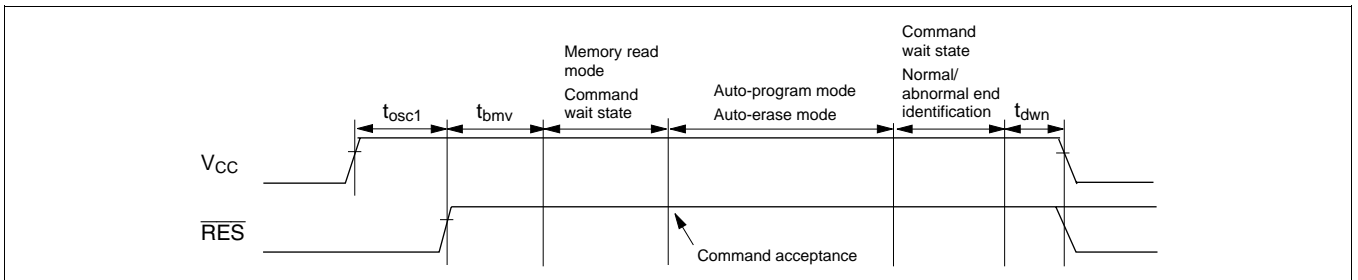 Command
wait state
Normal/
abnormal end
identification
Memory read
mode
Command
wait state
Auto-program mode
Auto-erase mode
tosc1
tbmv
tdwn
VCC
RES
Command acceptance